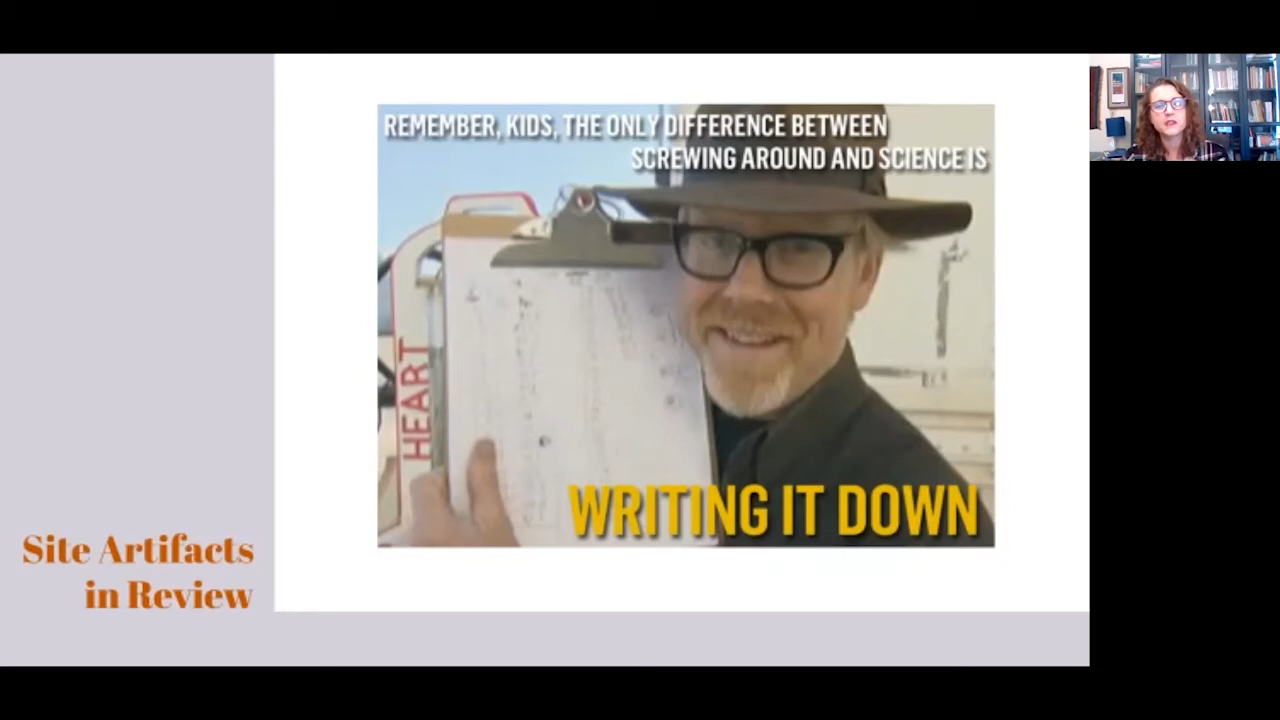 REMEMBER, KIDS, THE ONLY DIFFERENCE BETWEEN
SCREWING AROUND AND SCIENCE IS
HEART
WRITING IT DOWN
Site Artifacts
in Review